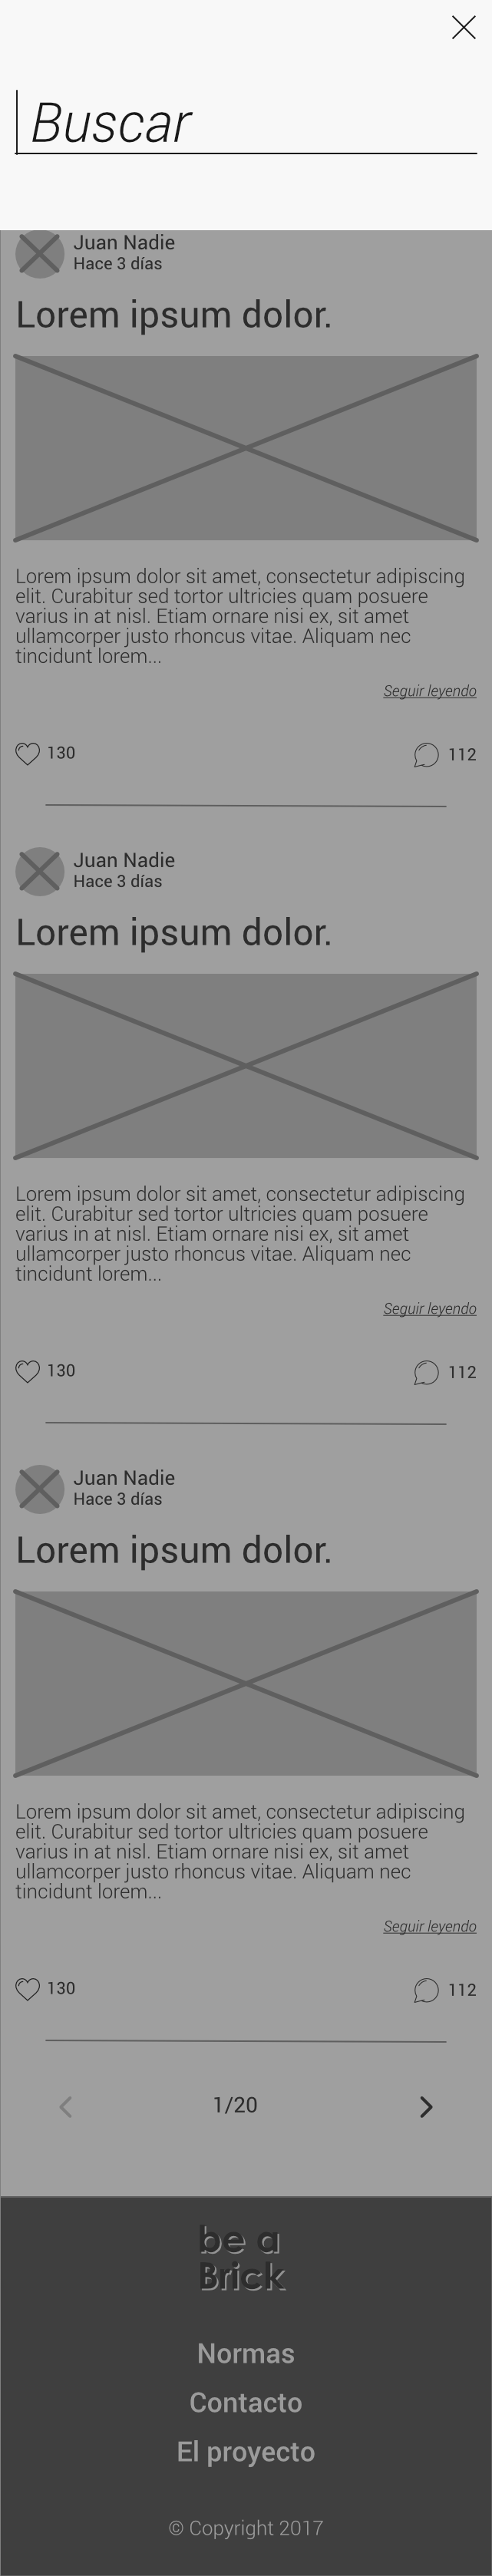 Buscar
Juan Nadie
Hace 3 días
Lorem ipsum dolor.
Lorem ipsum dolor sit amet, consectetur adipiscing
elit. Curabitur sed tortor ultricies quam posuere
varius in at nisl. Etiam ornare nisi ex, sit amet
ullamcorper justo rhoncus vitae. Aliquam nec
tincidunt lorem...
Seguir leyendo
130 112
Juan Nadie
Hace 3 días
Lorem ipsum dolor.
Lorem ipsum dolor sit amet, consectetur adipiscing
elit. Curabitur sed tortor ultricies quam posuere
varius in at nisl. Etiam ornare nisi ex, sit amet
ullamcorper justo rhoncus vitae. Aliquam nec
tincidunt lorem...
Seguir leyendo
130 112
Juan Nadie
Hace 3 días
Lorem ipsum dolor.
Lorem ipsum dolor sit amet, consectetur adipiscing
elit. Curabitur sed tortor ultricies quam posuere
varius in at nisl. Etiam ornare nisi ex, sit amet
ullamcorper justo rhoncus vitae. Aliquam nec
tincidunt lorem...
Seguir leyendo
130 112
1/20
be a
Brick
Normas
Contacto
El proyecto
© Copyright 2017